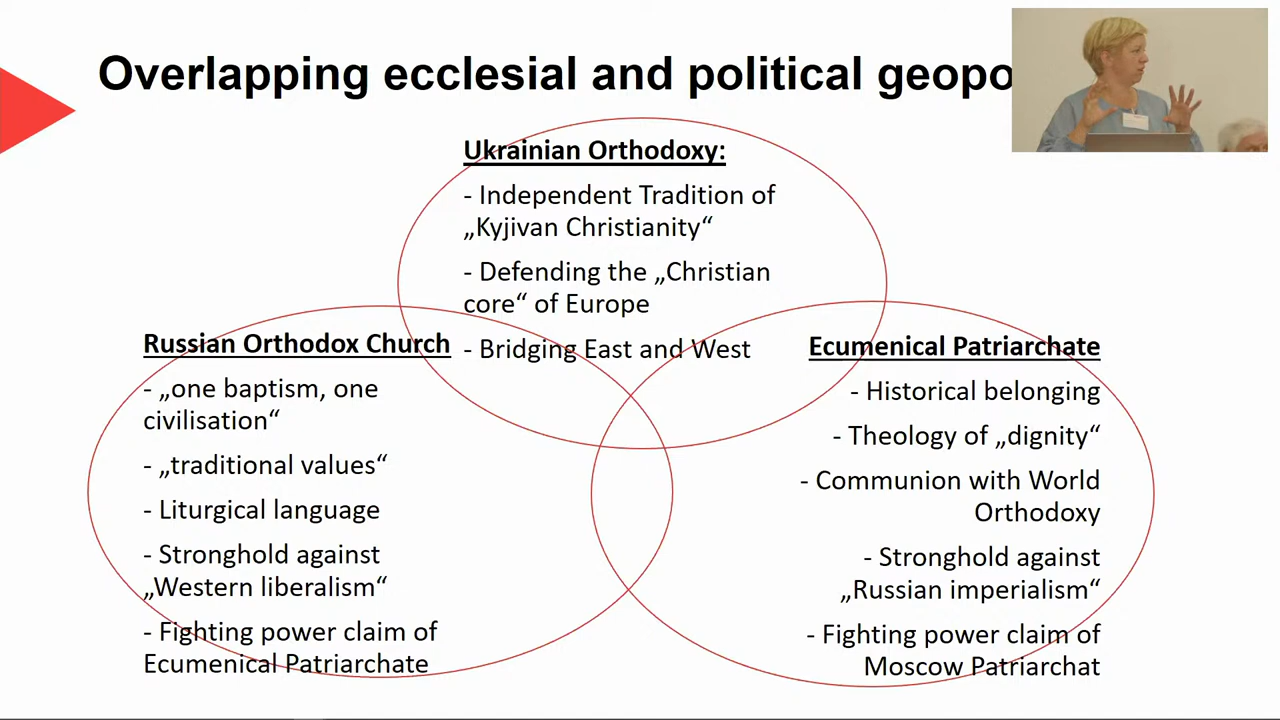 Overlapping ecclesial and political geopo
Ukrainian Orthodoxy:
- Independent Tradition of
„Kyjivan Christianity“
- Defending the „Christian
core“ of Europe
- Bridging East and West
Russian Orthodox Church
- „one baptism, one
civilisation“
- „traditional values“
- Liturgical language
- Stronghold against
„Western liberalism“
- Fighting power claim of
Ecumenical Patriarchate
Ecumenical Patriarchate
- Historical belonging
- Theology of „dignity“
- Communion with World
Orthodoxy
- Stronghold against
„Russian imperialism“
- Fighting power claim of
Moscow Patriarchat